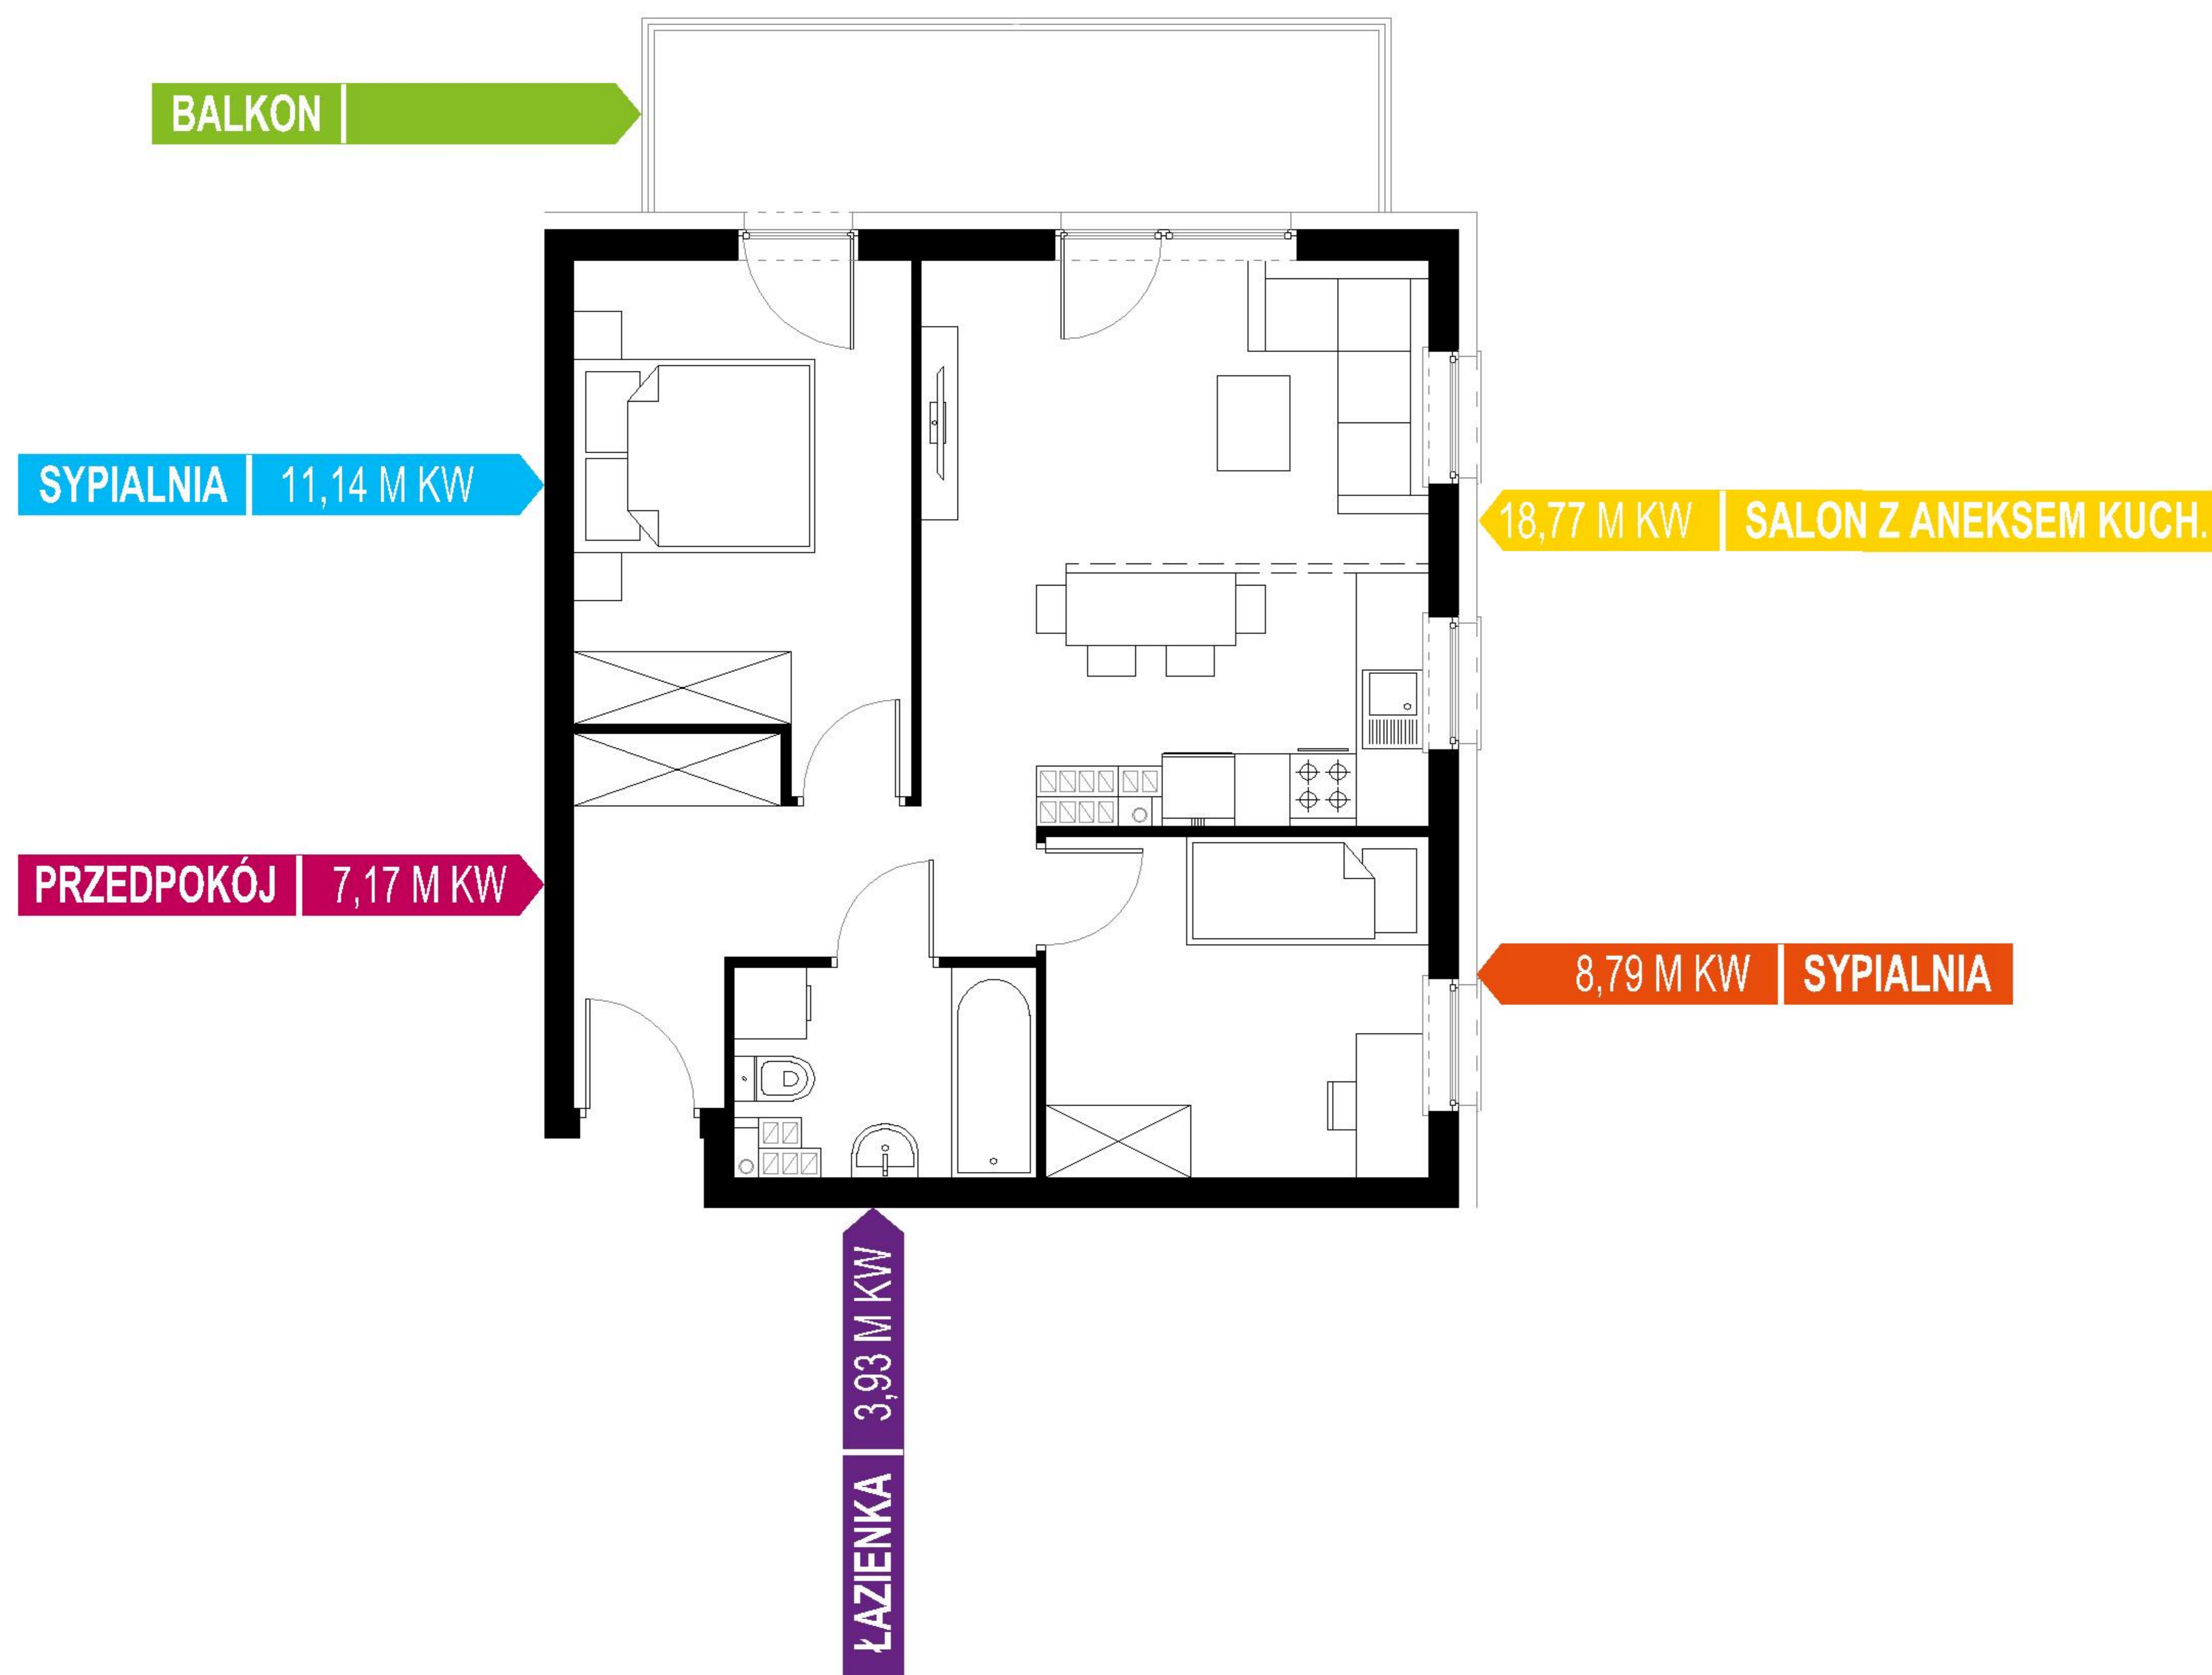 BALKON
SYPIALNIA 11,14 M KW
18,77 M KW SALON Z ANEKSEM KUCH.
PRZEDPOKÓJ 7,17 M KW
8,79 M KW SYPIALNIA
ŁAZIENKA 3,93 M KW